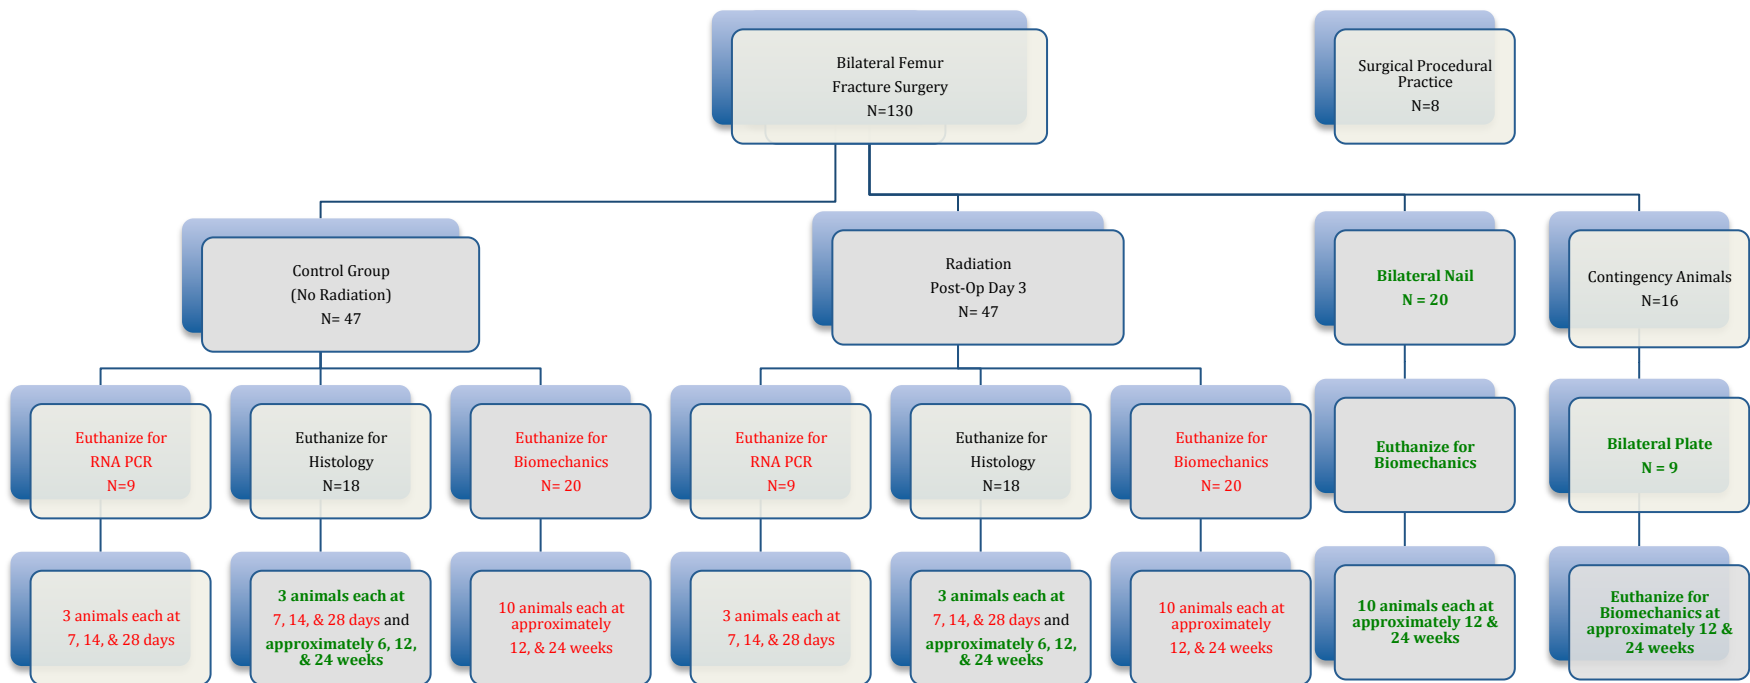 Bilateral Femur
Fracture Surgery
N=130
Surgical Procedural
Practice
N=8
Control Group
(No Radiation)
N= 47
Radiation
Post-Op Day 3
N= 47
Bilateral Nail
N = 20
Contingency Animals
N=16
Euthanize for
RNA PCR
N=9
Euthanize for
Histology
N=18
Euthanize for
Biomechanics
N= 20
Euthanize for
RNA PCR
N=9
Euthanize for
Histology
N=18
Euthanize for
Biomechanics
N= 20
Euthanize for
Biomechanics
Bilateral Plate
N = 9
3 animals each at
7, 14, & 28 days
3 animals each at
7, 14, & 28 days and
approximately 6, 12,
& 24 weeks
10 animals each at
approximately
12, & 24 weeks
3 animals each at
7, 14, & 28 days
3 animals each at
7, 14, & 28 days and
approximately 6, 12,
& 24 weeks
10 animals each at
approximately
12, & 24 weeks
10 animals each at
approximately 12 &
24 weeks
Euthanize for
Biomechanics at
approximately 12 &
24 weeks